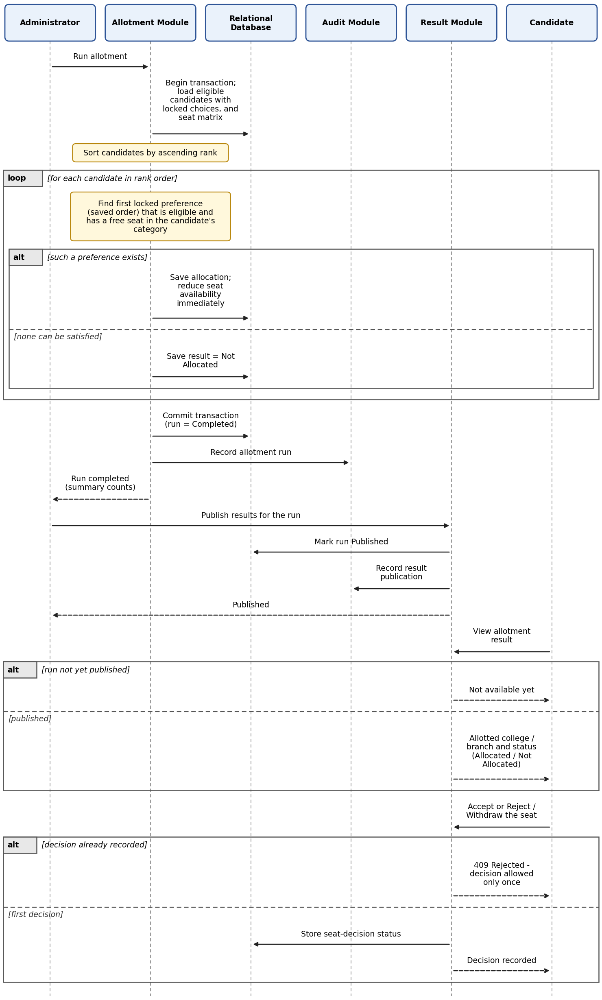 Administrator
Allotment Module
Relational
Database
Audit Module
Result Module
Candidate
Run allotment
Begin transaction;
load eligible
candidates with
locked choices, and
seat matrix
Sort candidates by ascending rank
loop
[for each candidate in rank order]
Find first locked preference
(saved order) that is eligible and
has a free seat in the candidate's
category
alt
[such a preference exists]
Save allocation;
reduce seat
availability
immediately
[none can be satisfied]
Save result = Not
Allocated
Commit transaction
(run = Completed)
Record allotment run
Run completed
(summary counts)
Publish results for the run
Mark run Published
Record result
publication
Published
View allotment
result
alt
[run not yet published]
Not available yet
[published]
Allotted college /
branch and status
(Allocated / Not
Allocated)
Accept or Reject /
Withdraw the seat
alt
[decision already recorded]
409 Rejected -
decision allowed
only once
[first decision]
Store seat-decision status
Decision recorded